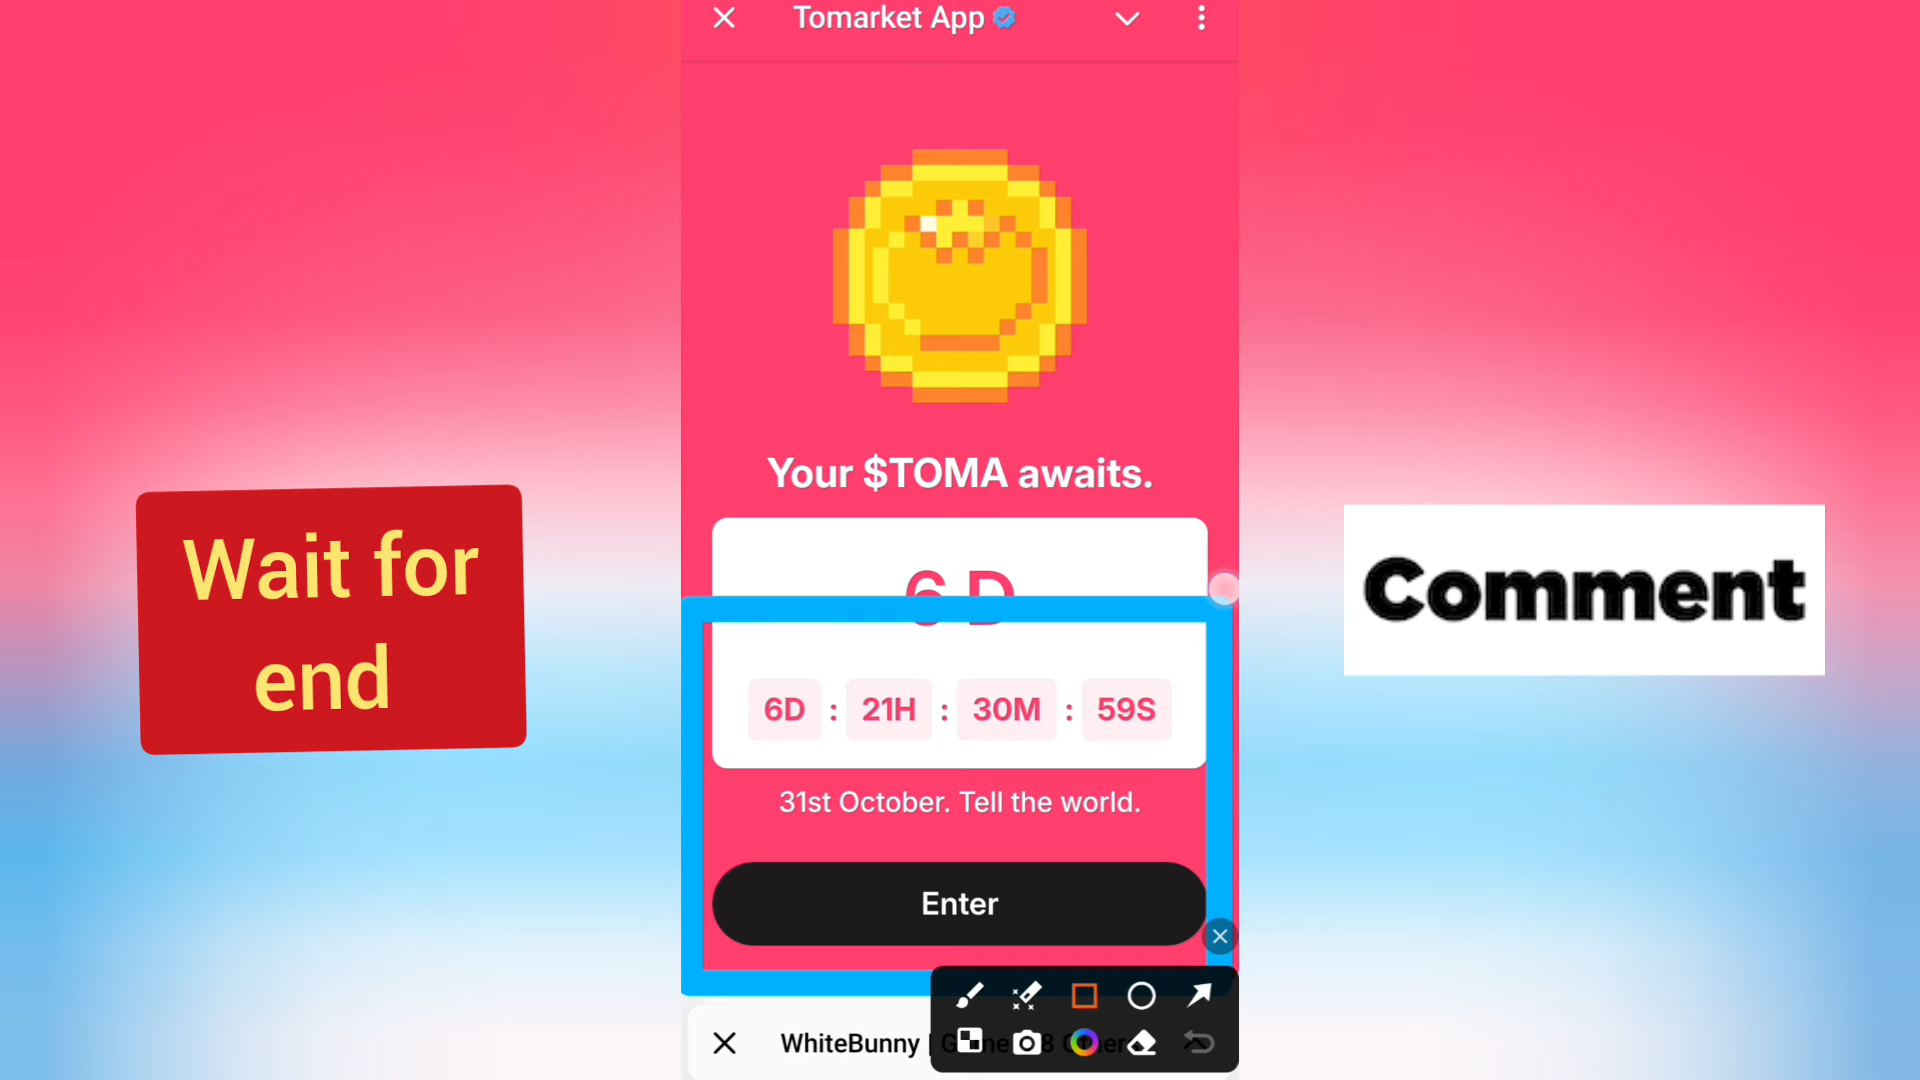 Tomarket App
Your $TOMA awaits.
6 D
6D : 21H : 30M : 59S
31st October. Tell the world.
Enter
Wait for
end
Comment
WhiteBunny |